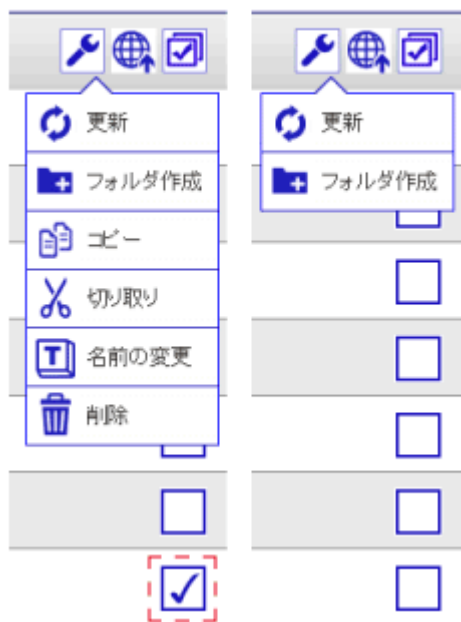 更新
フォルダ作成
コピー
切り取り
名前の変更
削除
更新
フォルダ作成